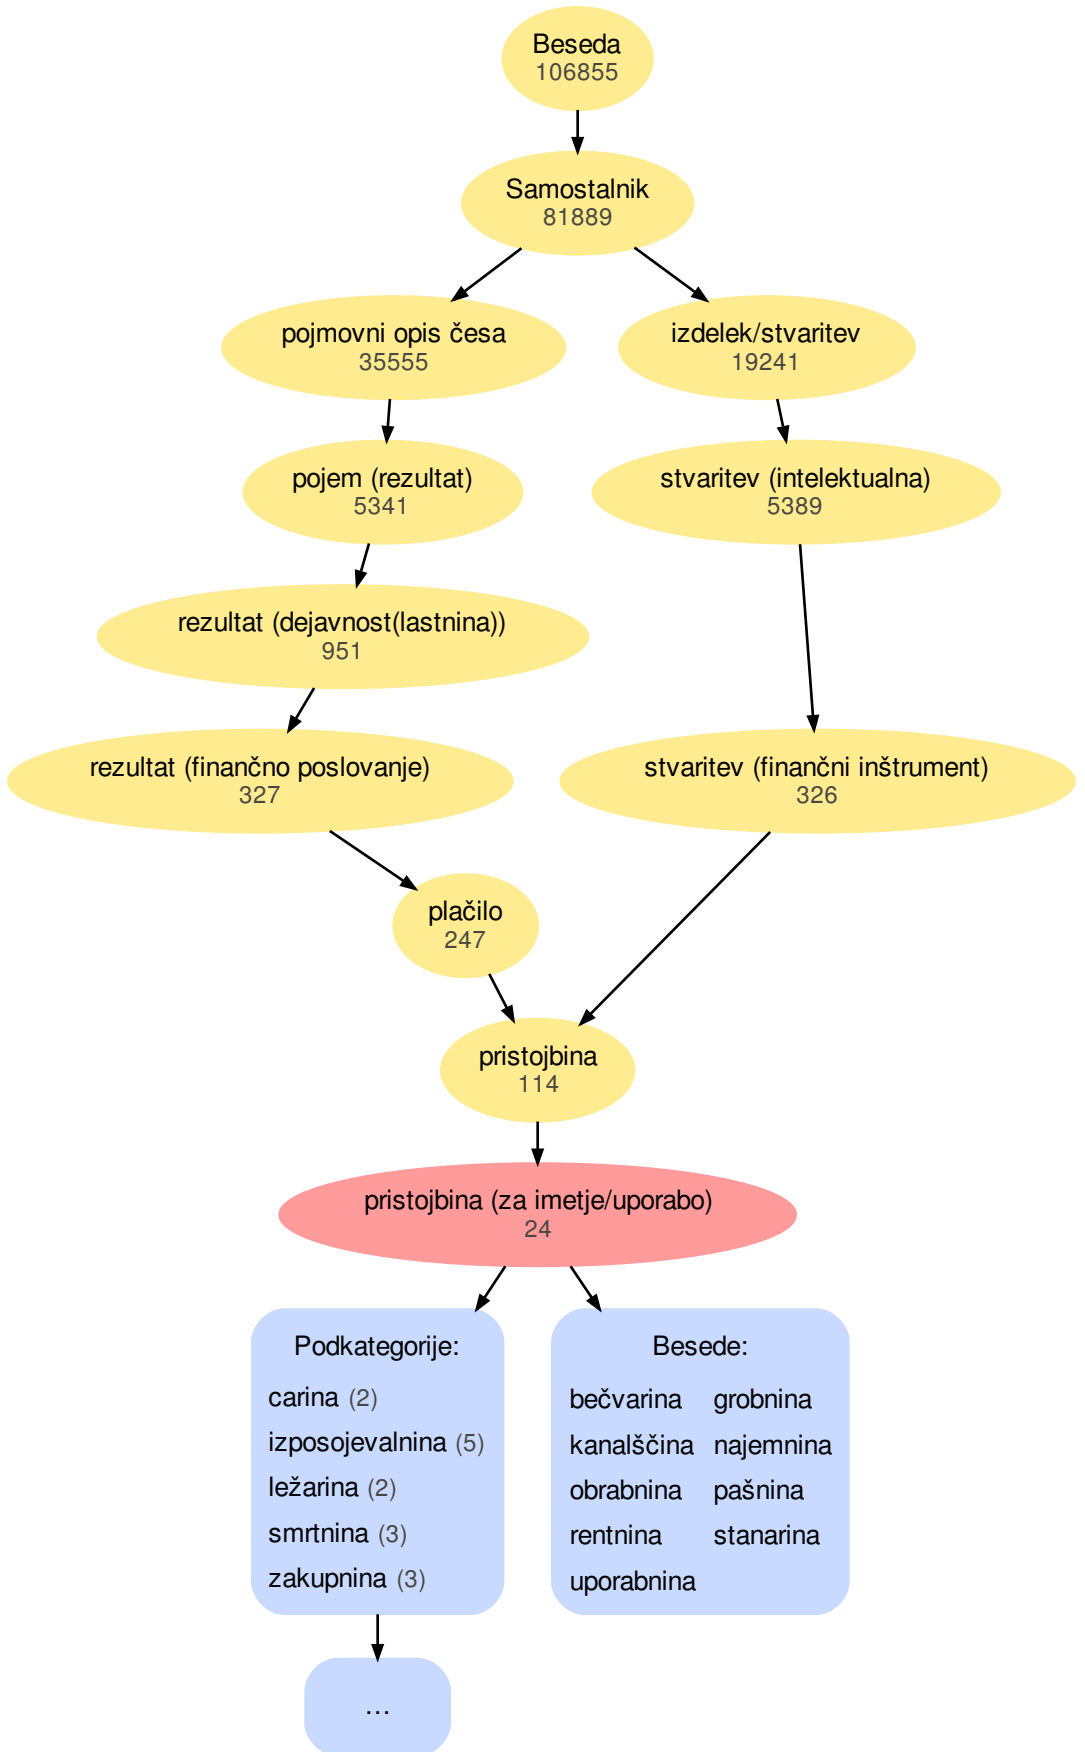 Beseda
106855
Samostalnik
81889
pojmovni opis česa
35555
izdelek/stvaritev
19241
pojem (rezultat)
5341
stvaritev (intelektualna)
5389
rezultat (dejavnost(lastnina))
951
rezultat (finančno poslovanje)
327
stvaritev (finančni inštrument)
326
plačilo
247
pristojbina
114
pristojbina (za imetje/uporabo)
24
Podkategorije:
carina (2)
izposojevalnina (5)
ležarina (2)
smrtnina (3)
zakupnina (3)
Besede:
bečvarina grobnina
kanalščina najemnina
obrabnina pašnina
rentnina stanarina
uporabnina
...